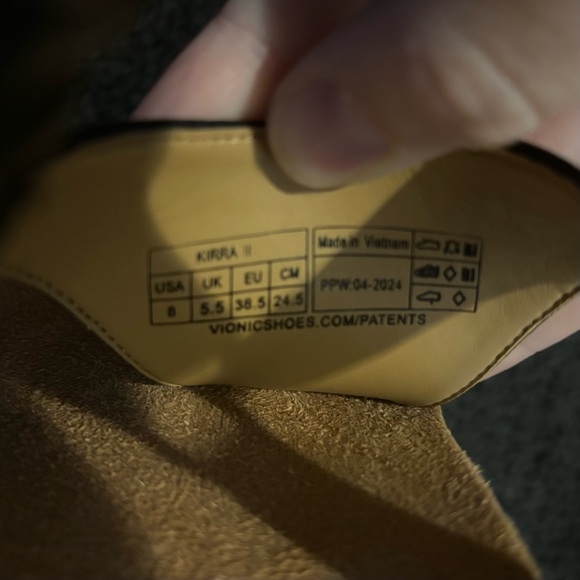 KIRRA II
USA UK EU CM
8 5.5 38.5 24.5
Made in Vietnam
PPW:04-2024
VIONICSHOES.COM/PATENTS